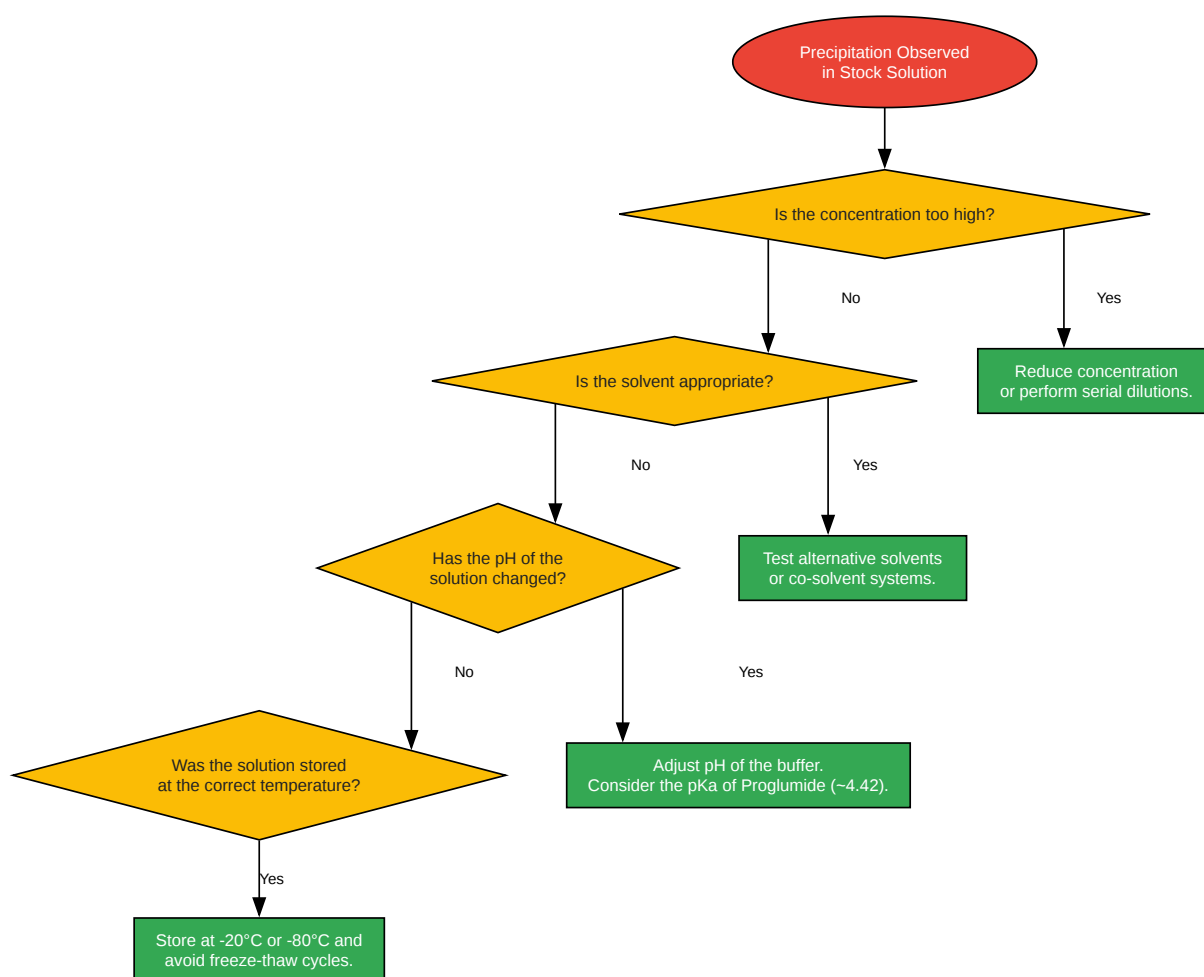 Precipitation Observed
in Stock Solution
Is the concentration too high?
No
Yes
Reduce concentration
or perform serial dilutions.
Is the solvent appropriate?
No
Yes
Test alternative solvents
or co-solvent systems.
Has the pH of the
solution changed?
No
Yes
Adjust pH of the buffer.
Consider the pKa of Proglumide (~4.42).
Was the solution stored
at the correct temperature?
Yes
Store at -20°C or -80°C and
avoid freeze-thaw cycles.